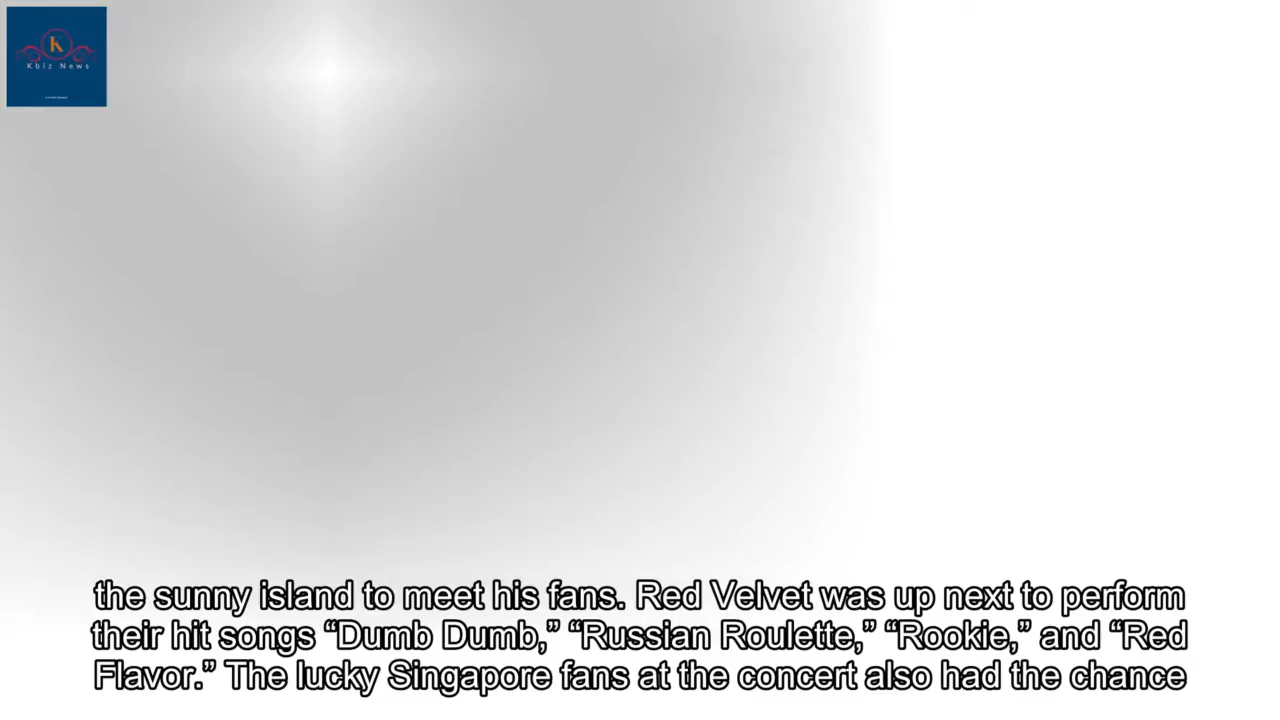 K
Kbiz News
the sunny island to meet his fans. Red Velvet was up next to perform
their hit songs “Dumb Dumb,” “Russian Roulette,” “Rookie,” and “Red
Flavor.” The lucky Singapore fans at the concert also had the chance